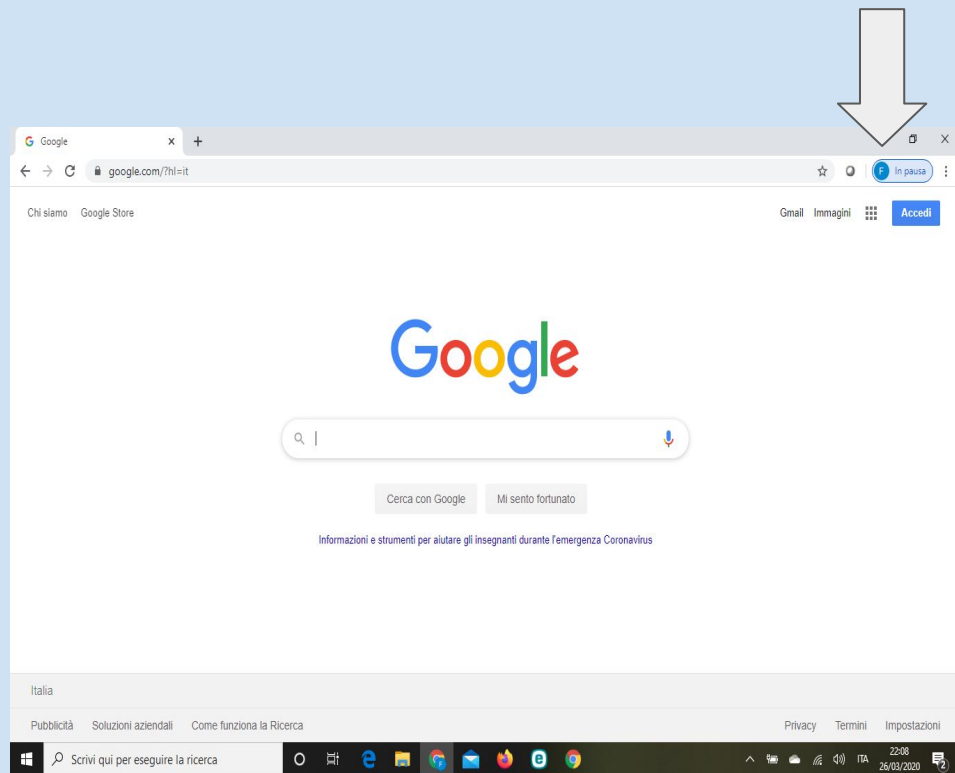 Google
google.com/?hl=it
F In pausa
Chi siamo Google Store
Gmail Immagini Accedi
Google
Cerca con Google Mi sento fortunato
Informazioni e strumenti per aiutare gli insegnanti durante l'emergenza Coronavirus
Italia
Pubblicità Soluzioni aziendali Come funziona la Ricerca
Privacy Termini Impostazioni
Scrivi qui per eseguire la ricerca
ITA
22:08
26/03/2020
2